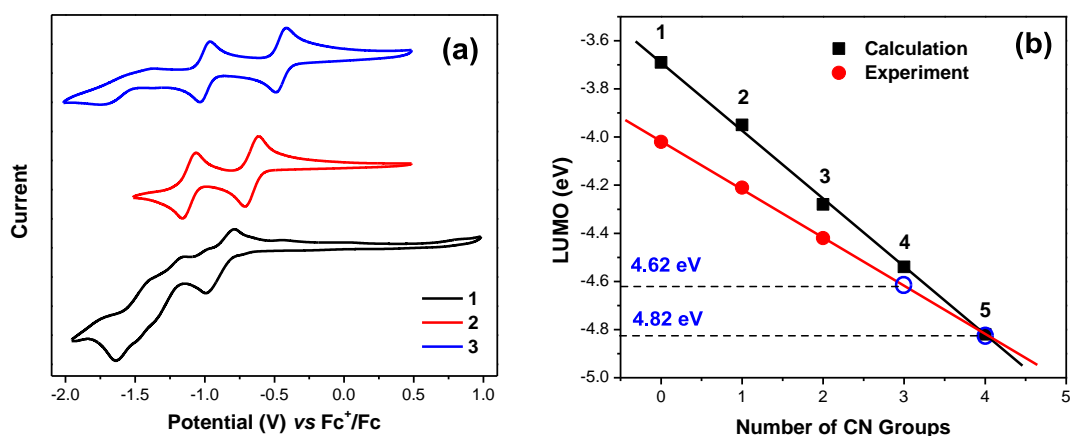 (a)
Current
1
2
3
-2.0 -1.5 -1.0 -0.5 0.0 0.5 1.0
Potential (V) vs Fc⁺/Fc
(b)
Calculation
Experiment
LUMO (eV)
-3.6
-3.8
-4.0
-4.2
-4.4
-4.6
-4.8
-5.0
1
2
3
4
5
4.62 eV
4.82 eV
0 1 2 3 4 5
Number of CN Groups